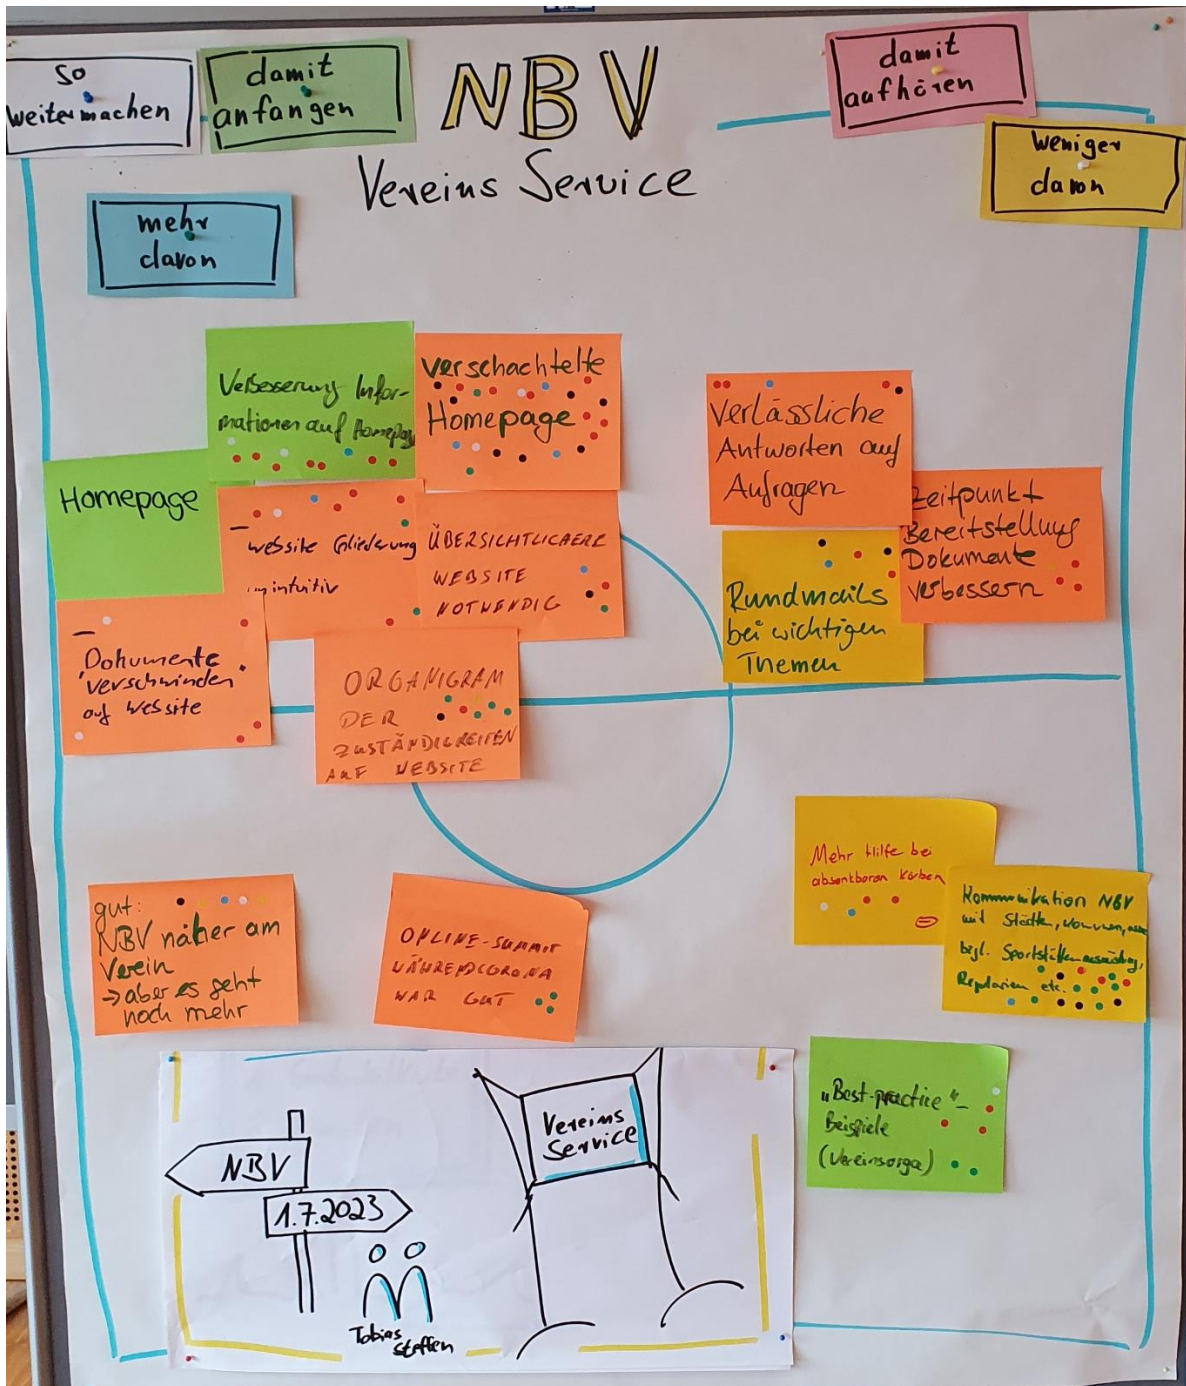 so
weitermachen
damit
anfangen
NBV
Vereins Service
damit
aufhören
weniger
davon
mehr
davon
Verbesserung Infor-
mationen auf Homepage
verschachtelte
Homepage
Homepage
– website Gliederung
unintuitiv
ÜBERSICHTLICHERE
WEBSITE
NOTWENDIG
– Dokumente
"verschwinden"
auf website
ORGANIGRAM
DER
ZUSTÄNDIGKEITEN
AUF WEBSITE
Verlässliche
Antworten auf
Anfragen
Zeitpunkt
Bereitstellung
Dokumente
verbessern
Rundmails
bei wichtigen
Themen
gut:
NBV näher am
Verein
→ aber es geht
noch mehr
ONLINE-SUMMIT
WÄHREND CORONA
WAR GUT
Mehr Hilfe bei
absenkbaren Körben
Kommunikation NBV
mit Städten,
bzgl. Sportstättenausstattung,
Regularien etc.
"Best-practice"-
Beispiele
(Vereinsorga)
NBV
1.7.2023
Tobias
Steffen
Vereins
Service